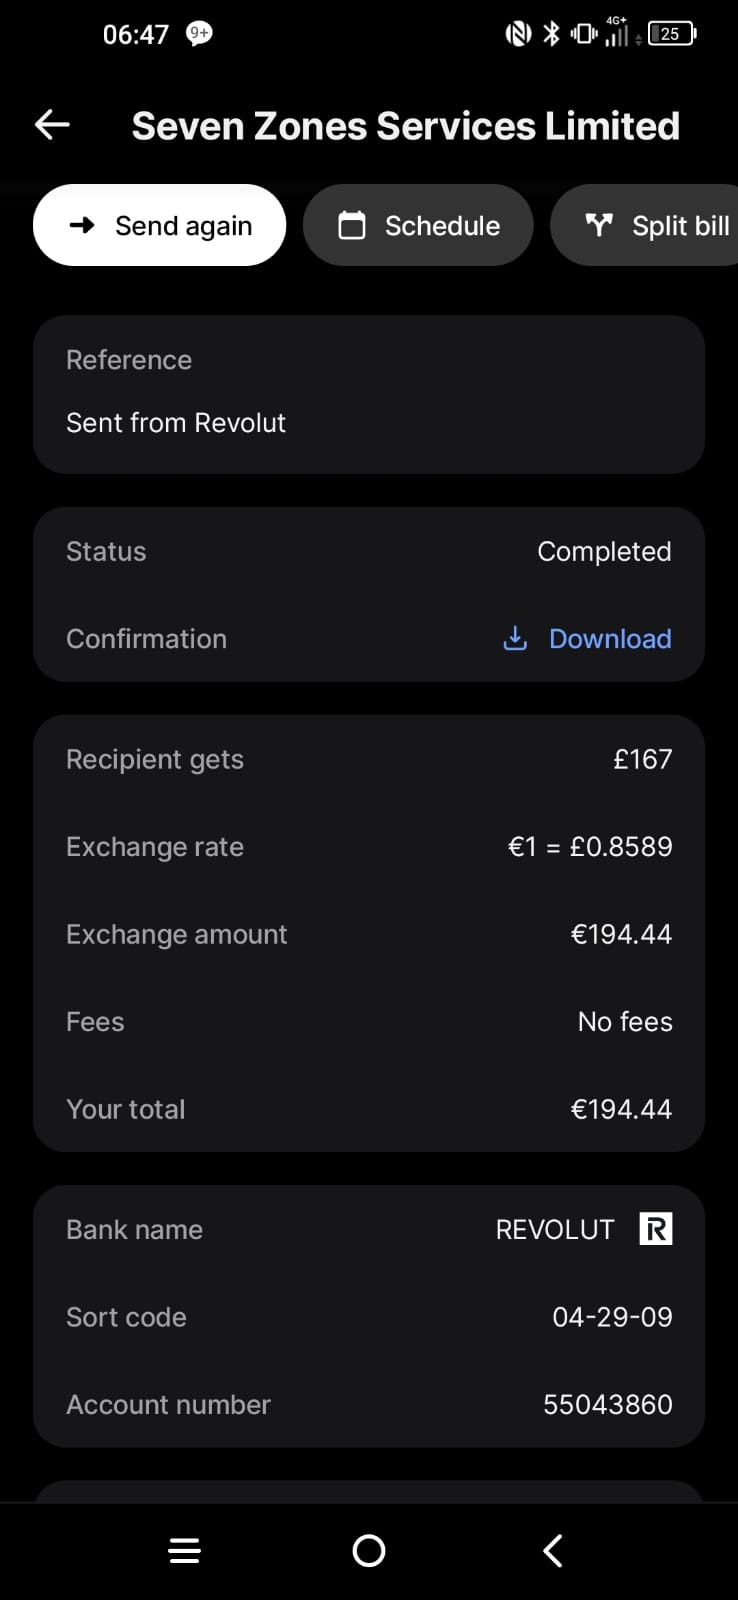 06:47 9+ 4G+ 25
Seven Zones Services Limited
Send again Schedule Split bill
Reference
Sent from Revolut
Status Completed
Confirmation Download
Recipient gets £167
Exchange rate €1 = £0.8589
Exchange amount €194.44
Fees No fees
Your total €194.44
Bank name REVOLUT R
Sort code 04-29-09
Account number 55043860